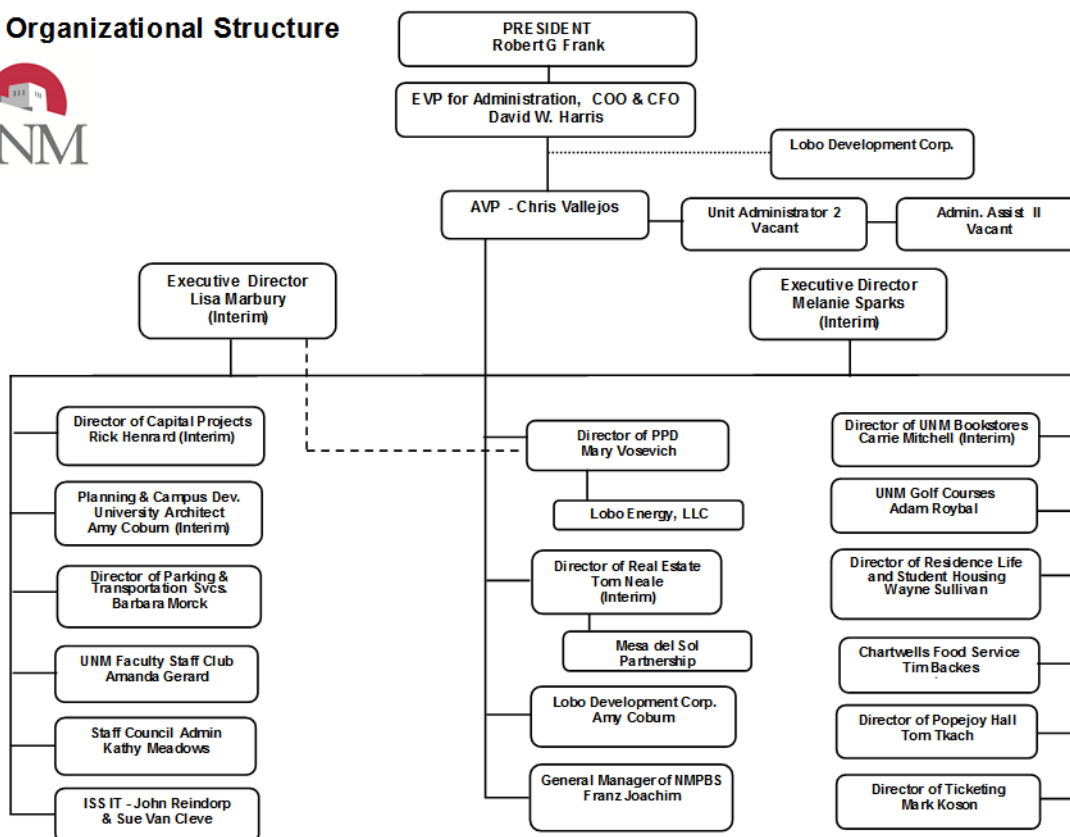 Organizational Structure
NM
PRESIDENT
Robert G Frank
EVP for Administration, COO & CFO
David W. Harris
Lobo Development Corp.
AVP - Chris Vallejos
Unit Administrator 2
Vacant
Admin. Assist II
Vacant
Executive Director
Lisa Marbury
(Interim)
Executive Director
Melanie Sparks
(Interim)
Director of Capital Projects
Rick Henrard (Interim)
Planning & Campus Dev.
University Architect
Amy Coburn (Interim)
Director of Parking &
Transportation Svcs.
Barbara Morck
UNM Faculty Staff Club
Amanda Gerard
Staff Council Admin
Kathy Meadows
ISS IT - John Reindorp
& Sue Van Cleve
Director of PPD
Mary Vosevich
Lobo Energy, LLC
Director of Real Estate
Tom Neale
(Interim)
Mesa del Sol
Partnership
Lobo Development Corp.
Amy Coburn
General Manager of NMPBS
Franz Joachim
Director of UNM Bookstores
Carrie Mitchell (Interim)
UNM Golf Courses
Adam Roybal
Director of Residence Life
and Student Housing
Wayne Sullivan
Chartwells Food Service
Tim Backes
Director of Popejoy Hall
Tom Tkach
Director of Ticketing
Mark Koson